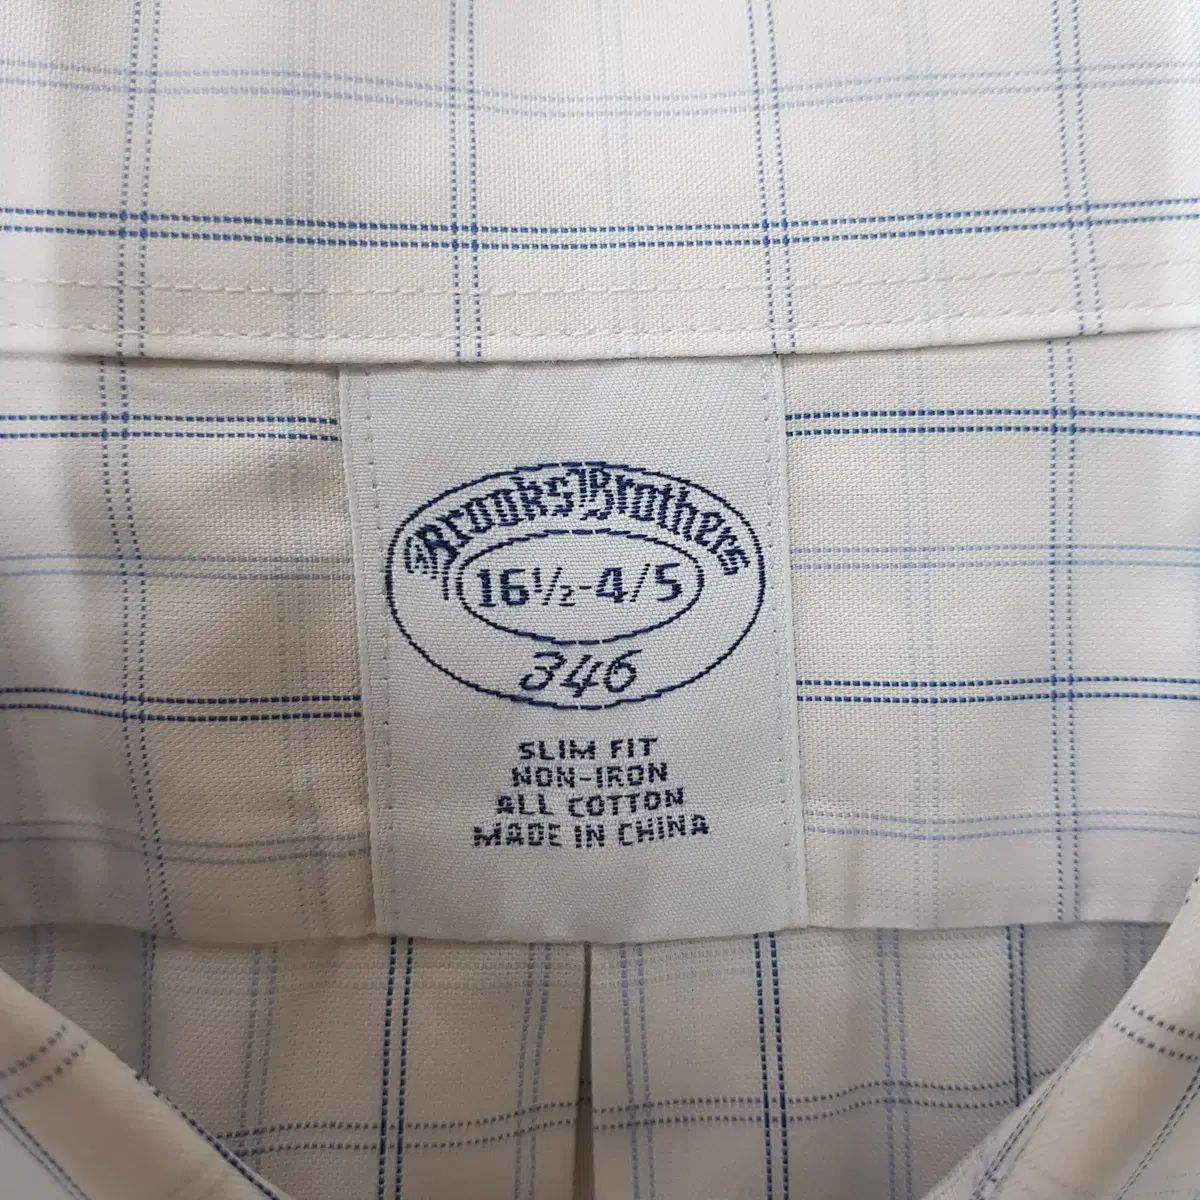 Brooks Brothers
16½-4/5
346
SLIM FIT
NON-IRON
ALL COTTON
MADE IN CHINA